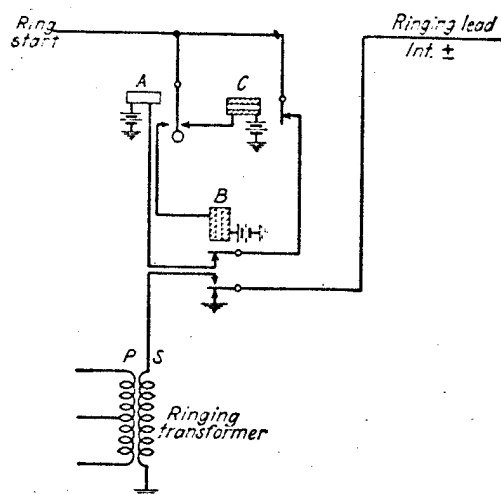 Ring
start
Ringing lead
Int. ±
A
C
B
P S
Ringing
transformer